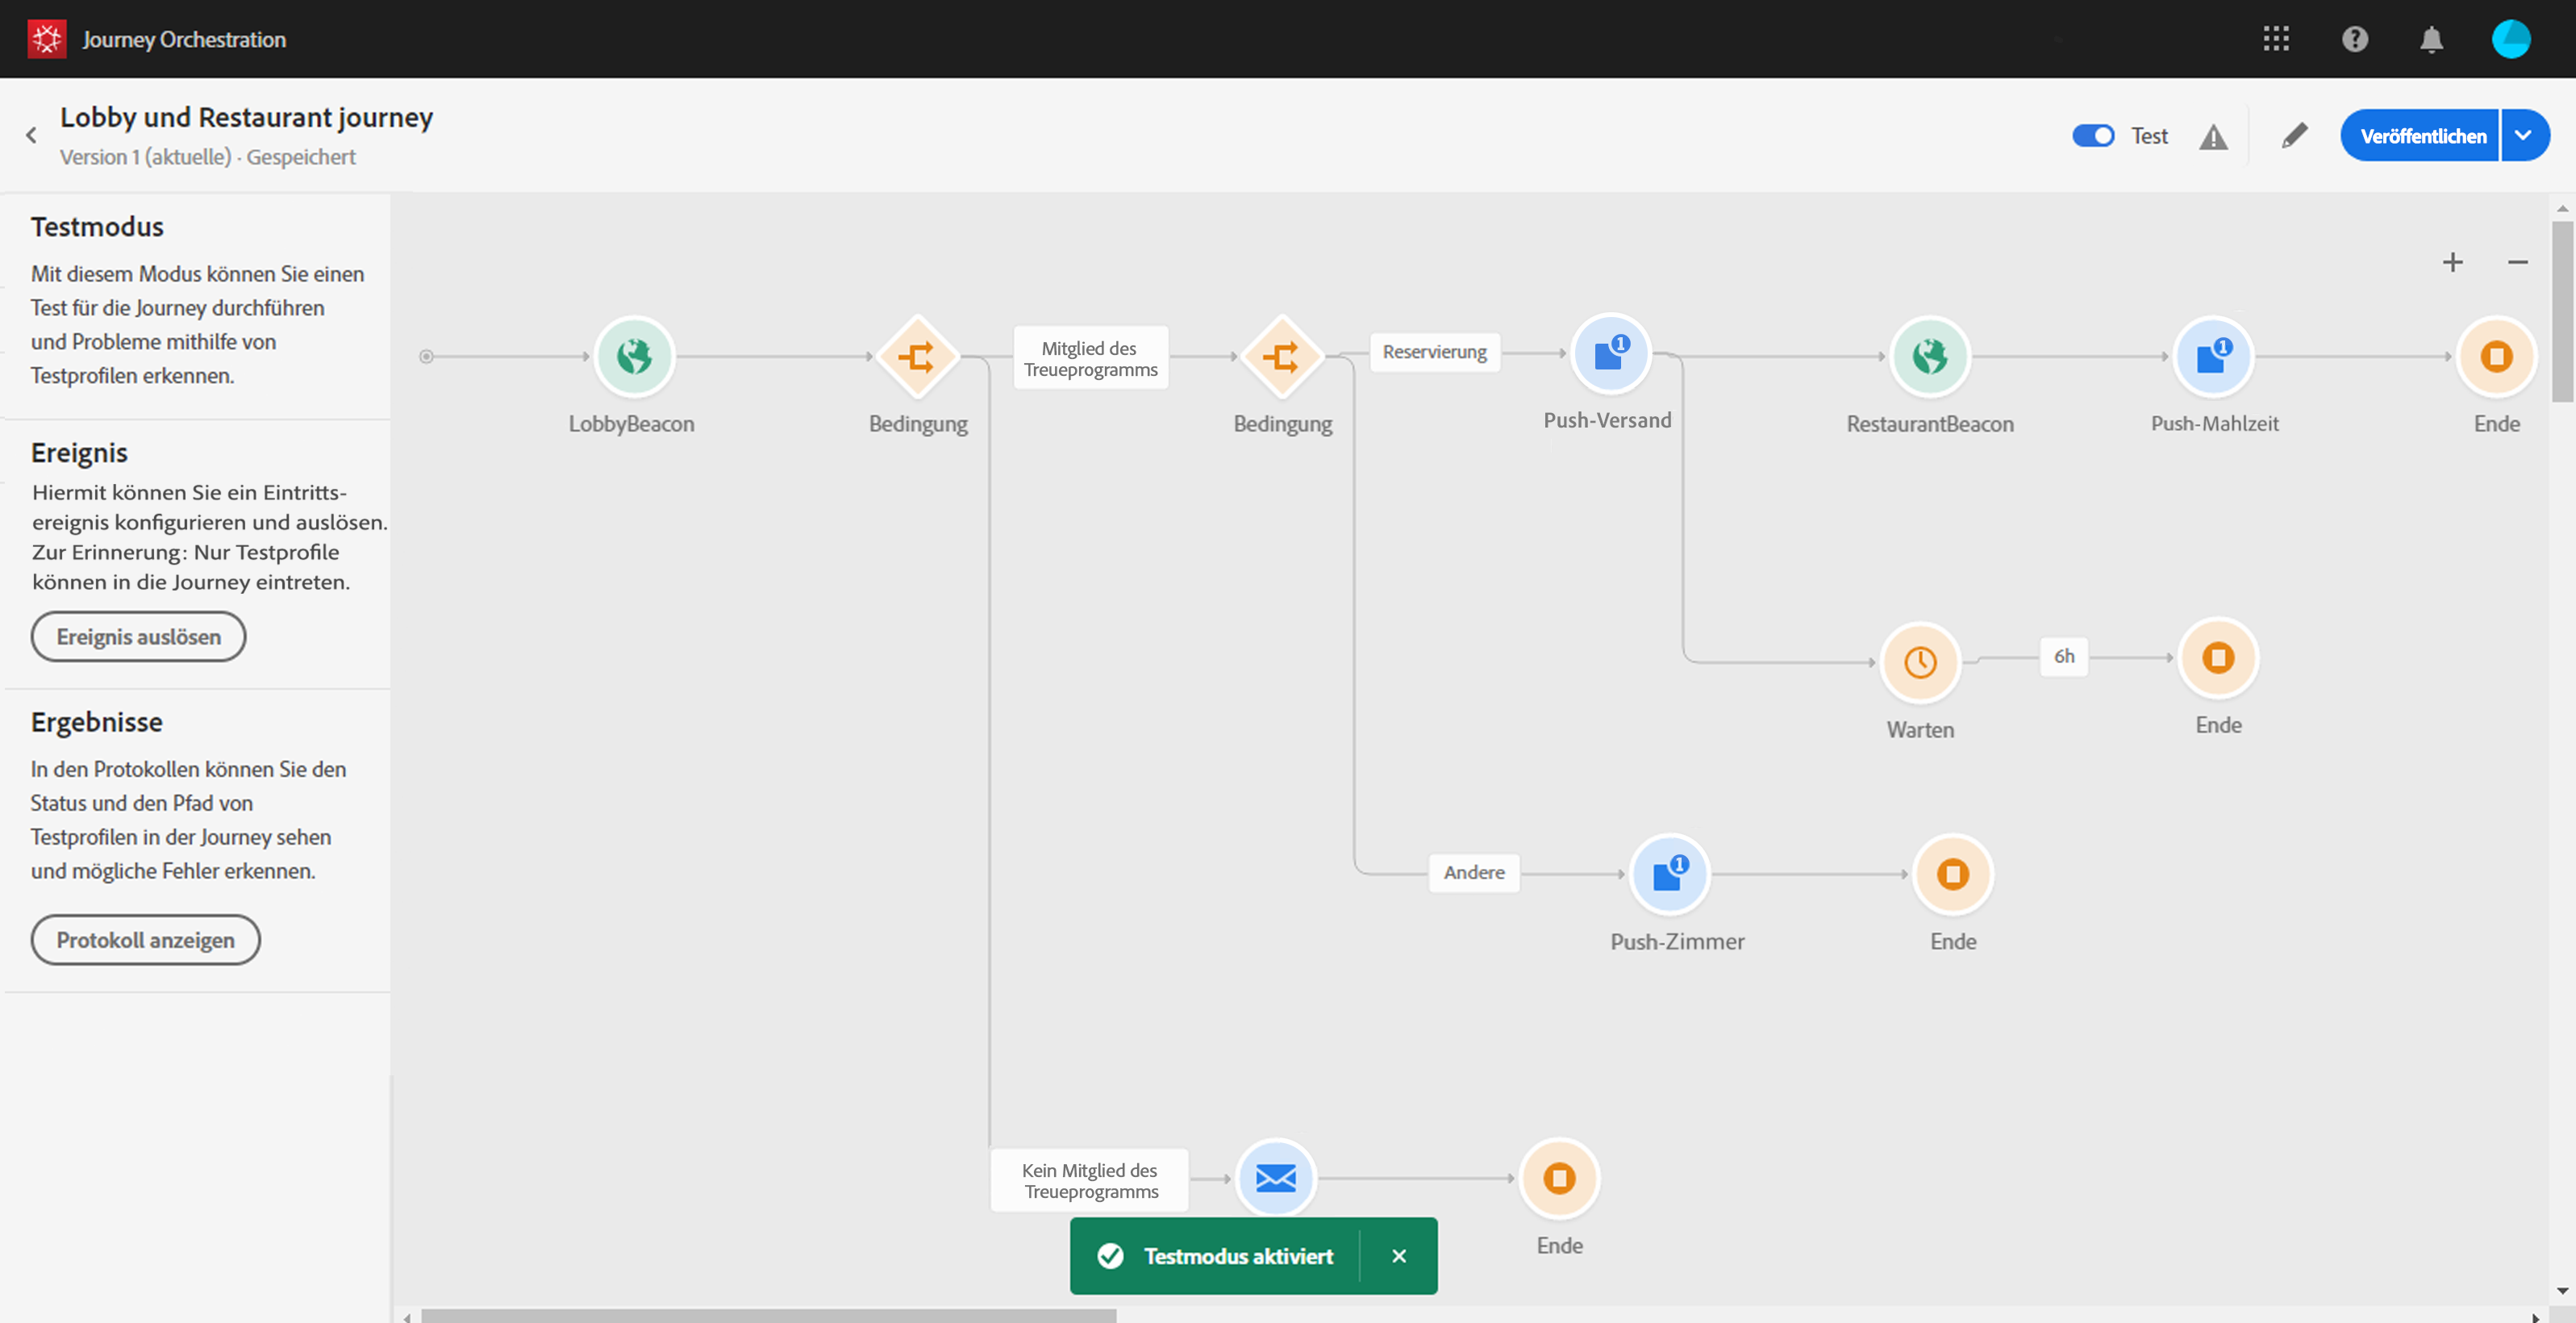 Journey Orchestration
Lobby und Restaurant journey
Version 1 (aktuelle) · Gespeichert
Test
Veröffentlichen
Testmodus
Mit diesem Modus können Sie einen
Test für die Journey durchführen
und Probleme mithilfe von
Testprofilen erkennen.
Ereignis
Hiermit können Sie ein Eintritts-
ereignis konfigurieren und auslösen.
Zur Erinnerung: Nur Testprofile
können in die Journey eintreten.
Ereignis auslösen
Ergebnisse
In den Protokollen können Sie den
Status und den Pfad von
Testprofilen in der Journey sehen
und mögliche Fehler erkennen.
Protokoll anzeigen
LobbyBeacon
Bedingung
Mitglied des
Treueprogramms
Bedingung
Reservierung
1
Push-Versand
RestaurantBeacon
1
Push-Mahlzeit
Ende
Warten
6h
Ende
Andere
1
Push-Zimmer
Ende
Kein Mitglied des
Treueprogramms
Ende
Testmodus aktiviert